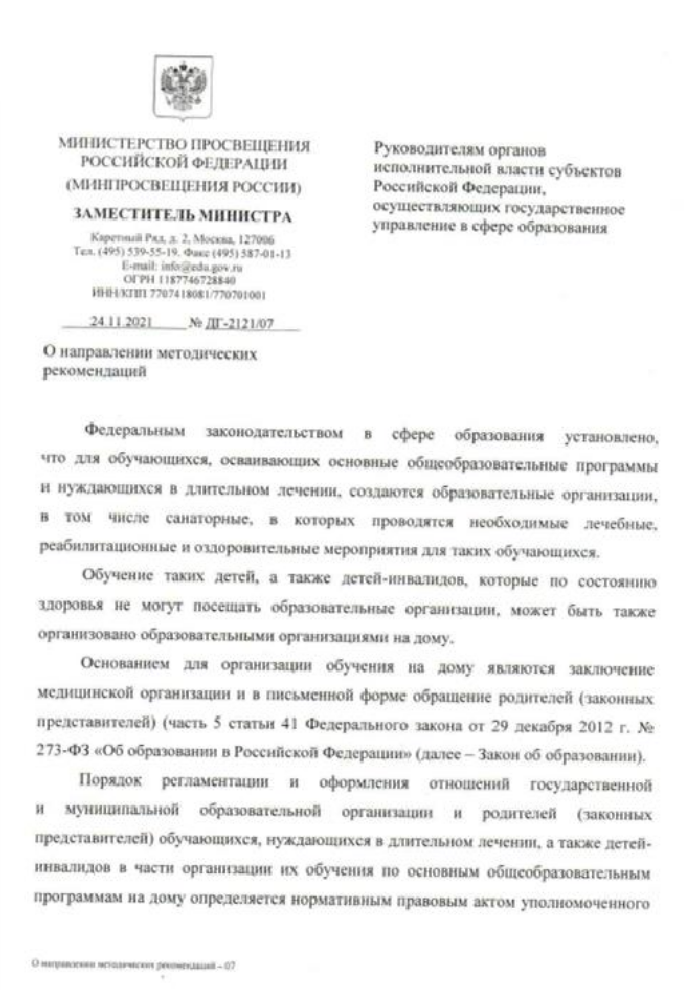 МИНИСТЕРСТВО ПРОСВЕЩЕНИЯ
РОССИЙСКОЙ ФЕДЕРАЦИИ
(МИНПРОСВЕЩЕНИЯ РОССИИ)
ЗАМЕСТИТЕЛЬ МИНИСТРА
Каретный Ряд, д. 2, Москва, 127006
Тел. (495) 539-55-19. Факс (495) 587-01-13
E-mail: info@edu.gov.ru
ОГРН 1187746728840
ИНН/КПП 7707418081/770701001
24.11.2021 № ДГ-2121/07
Руководителям органов
исполнительной власти субъектов
Российской Федерации,
осуществляющих государственное
управление в сфере образования
О направлении методических
рекомендаций
Федеральным законодательством в сфере образования установлено,
что для обучающихся, осваивающих основные общеобразовательные программы
и нуждающихся в длительном лечении, создаются образовательные организации,
в том числе санаторные, в которых проводятся необходимые лечебные,
реабилитационные и оздоровительные мероприятия для таких обучающихся.
Обучение таких детей, а также детей-инвалидов, которые по состоянию
здоровья не могут посещать образовательные организации, может быть также
организовано образовательными организациями на дому.
Основанием для организации обучения на дому являются заключение
медицинской организации и в письменной форме обращение родителей (законных
представителей) (часть 5 статьи 41 Федерального закона от 29 декабря 2012 г. №
273-ФЗ «Об образовании в Российской Федерации» (далее – Закон об образовании).
Порядок регламентации и оформления отношений государственной
и муниципальной образовательной организации и родителей (законных
представителей) обучающихся, нуждающихся в длительном лечении, а также детей-
инвалидов в части организации их обучения по основным общеобразовательным
программам на дому определяется нормативным правовым актом уполномоченного
О направлении методических рекомендаций - 07